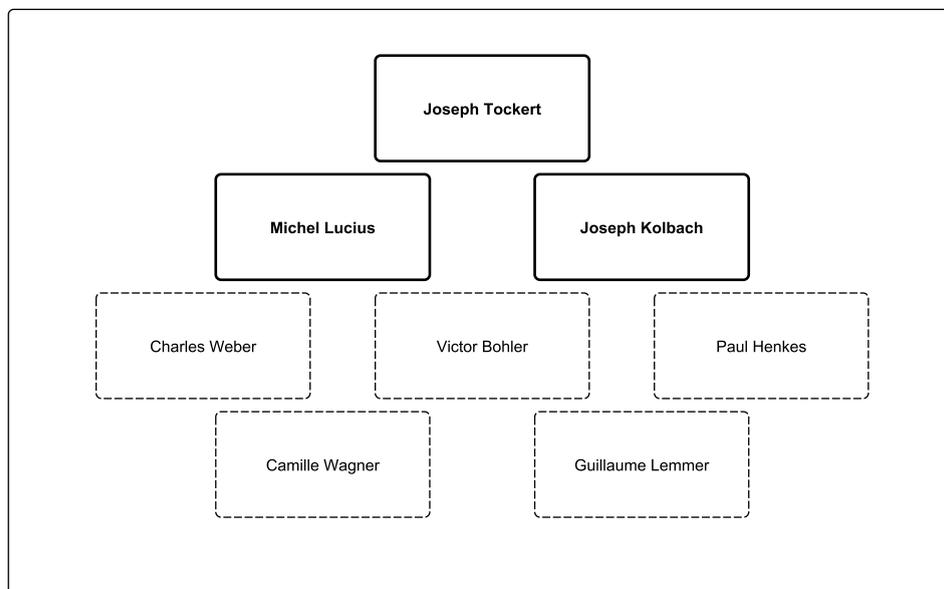 Joseph Tockert
Michel Lucius
Joseph Kolbach
Charles Weber
Victor Bohler
Paul Henkes
Camille Wagner
Guillaume Lemmer